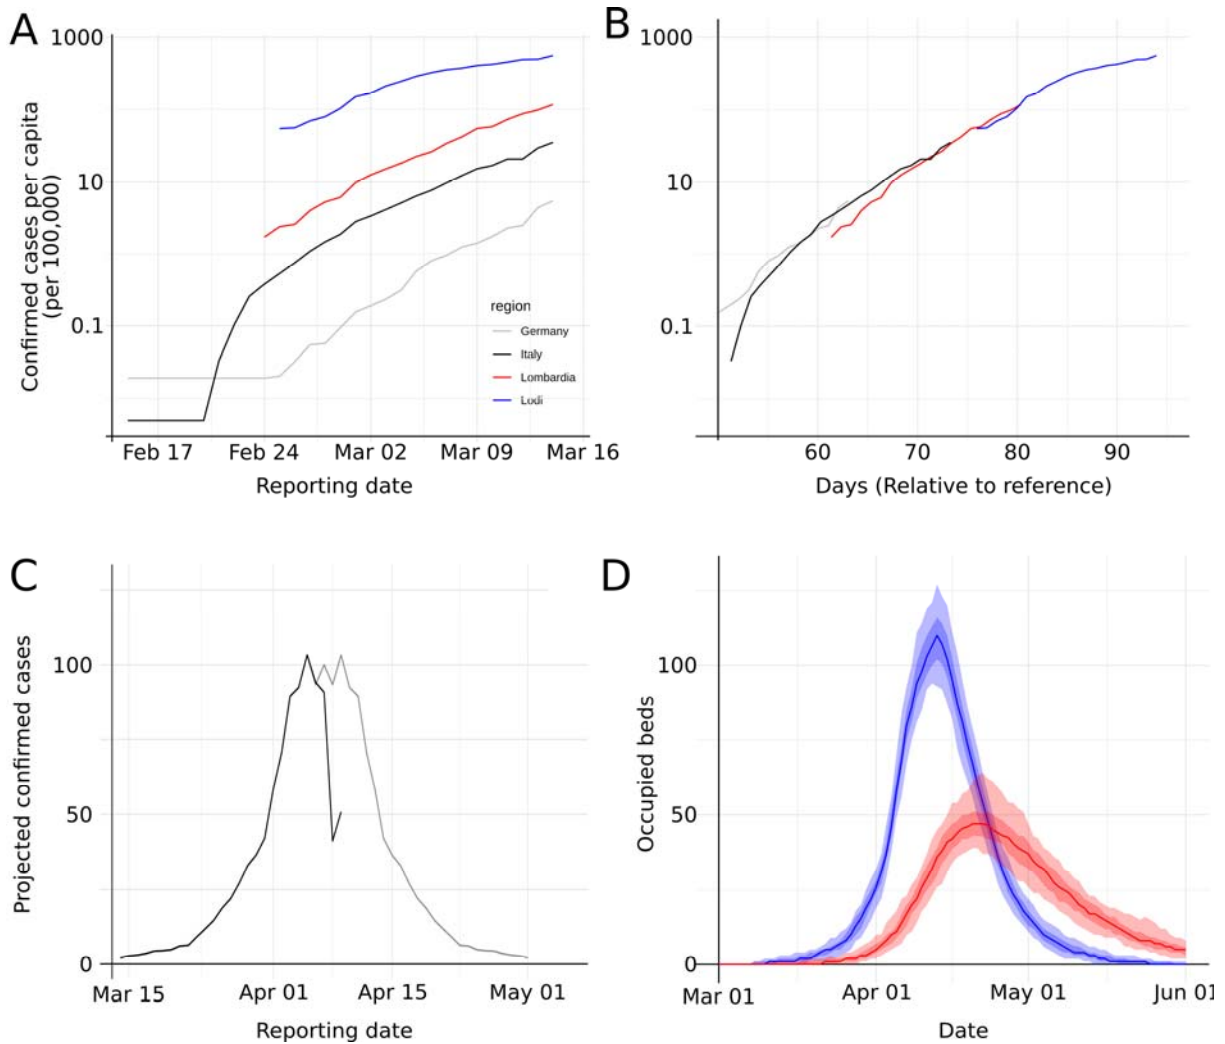 A
1000
10
0.1
Confirmed cases per capita
(per 100,000)
region
Germany
Italy
Lombardia
Lodi
Feb 17 Feb 24 Mar 02 Mar 09 Mar 16
Reporting date
B
1000
10
0.1
60 70 80 90
Days (Relative to reference)
C
100
50
0
Projected confirmed cases
Mar 15 Apr 01 Apr 15 May 01
Reporting date
D
100
50
0
Occupied beds
Mar 01 Apr 01 May 01 Jun 01
Date